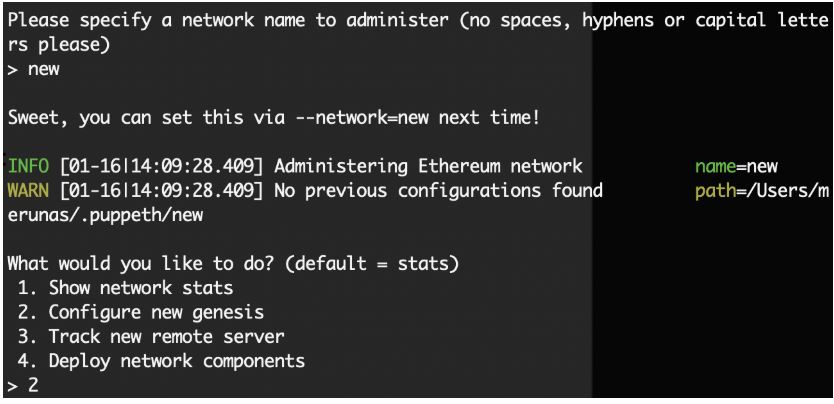 Please specify a network name to administer (no spaces, hyphens or capital lette
rs please)
> new
Sweet, you can set this via --network=new next time!
INFO [01-16|14:09:28.409] Administering Ethereum network name=new
WARN [01-16|14:09:28.409] No previous configurations found path=/Users/m
erunas/.puppeth/new
What would you like to do? (default = stats)
1. Show network stats
2. Configure new genesis
3. Track new remote server
4. Deploy network components
> 2